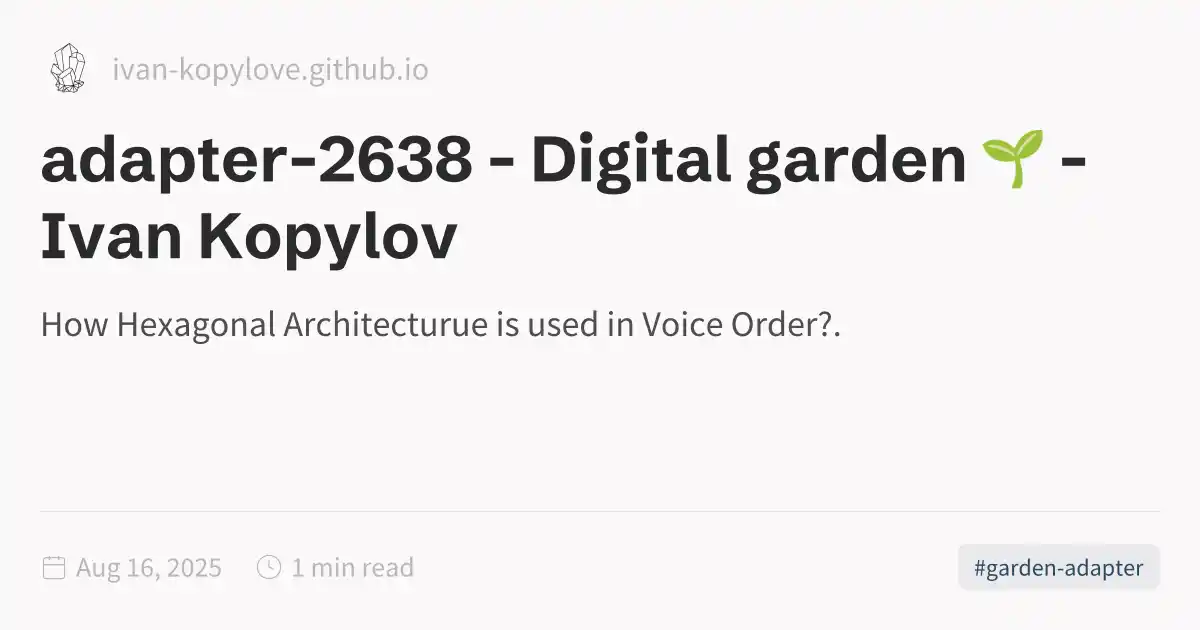 ivan-kopylove.github.io
adapter-2638 - Digital garden 🌱 -
Ivan Kopylov
How Hexagonal Architecturue is used in Voice Order?.
Aug 16, 2025 1 min read #garden-adapter